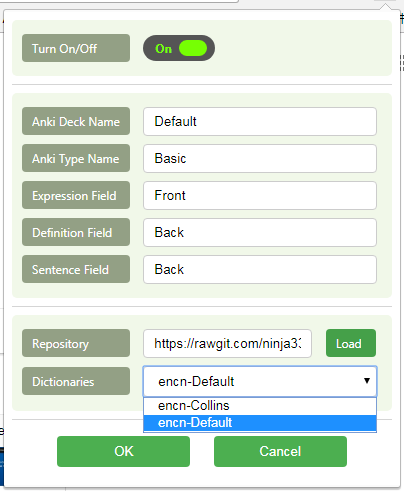 Turn On/Off On
Anki Deck Name Default
Anki Type Name Basic
Expression Field Front
Definition Field Back
Sentence Field Back
Repository https://rawgit.com/ninja33 Load
Dictionaries encn-Default
encn-Collins
encn-Default
OK Cancel